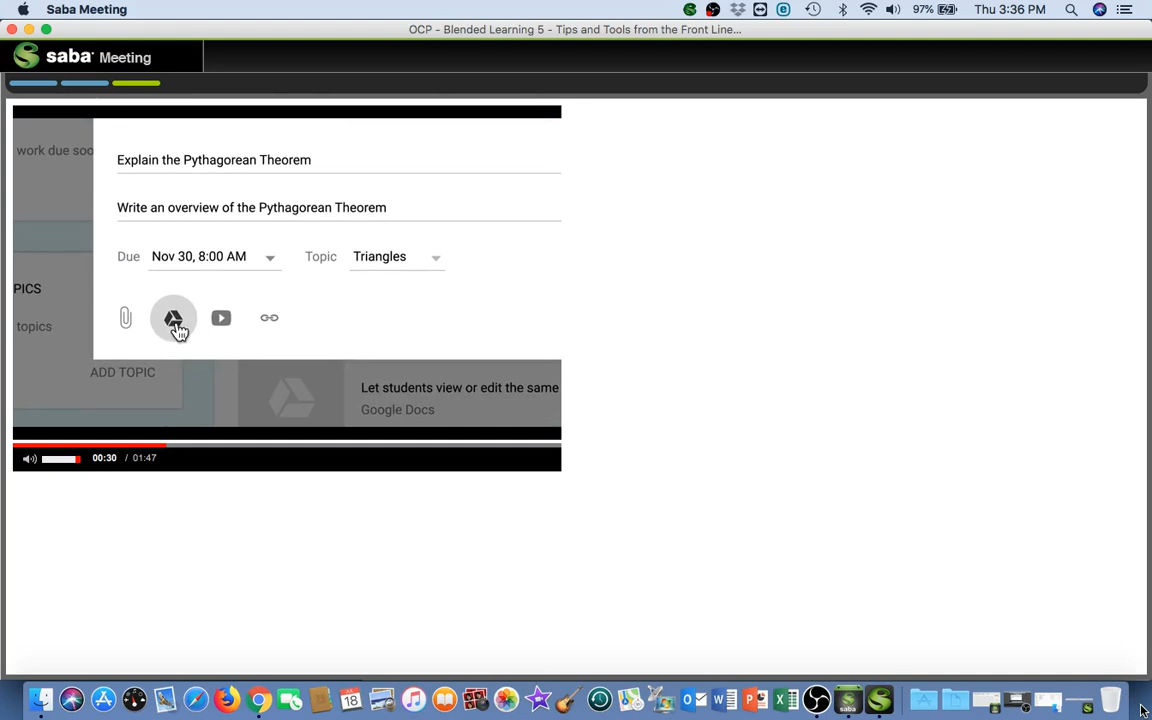 Saba Meeting
97%
Thu 3:36 PM
OCP - Blended Learning 5 - Tips and Tools from the Front Line...
saba Meeting
work due soo
Explain the Pythagorean Theorem
Write an overview of the Pythagorean Theorem
Due Nov 30, 8:00 AM Topic Triangles
PICS
topics
ADD TOPIC
Let students view or edit the same
Google Docs
00:30 / 01:47
18
saba